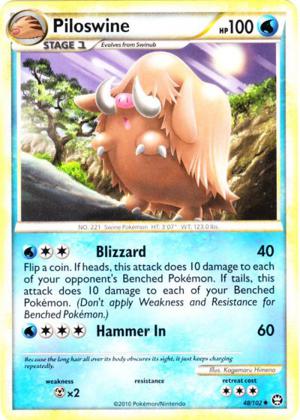 Piloswine
HP 100
STAGE 1
Evolves from Swinub
NO. 221 Swine Pokémon HT: 3'07" WT: 123.0 lbs.
Blizzard 40
Flip a coin. If heads, this attack does 10 damage to each
of your opponent's Benched Pokémon. If tails, this
attack does 10 damage to each of your Benched
Pokémon. (Don't apply Weakness and Resistance for
Benched Pokémon.)
Hammer In 60
Because the long hair all over its body obscures its sight, it just keeps charging
repeatedly.
Illus. Kagemaru Himeno
weakness
resistance
retreat cost
×2
©2010 Pokémon/Nintendo
48/102